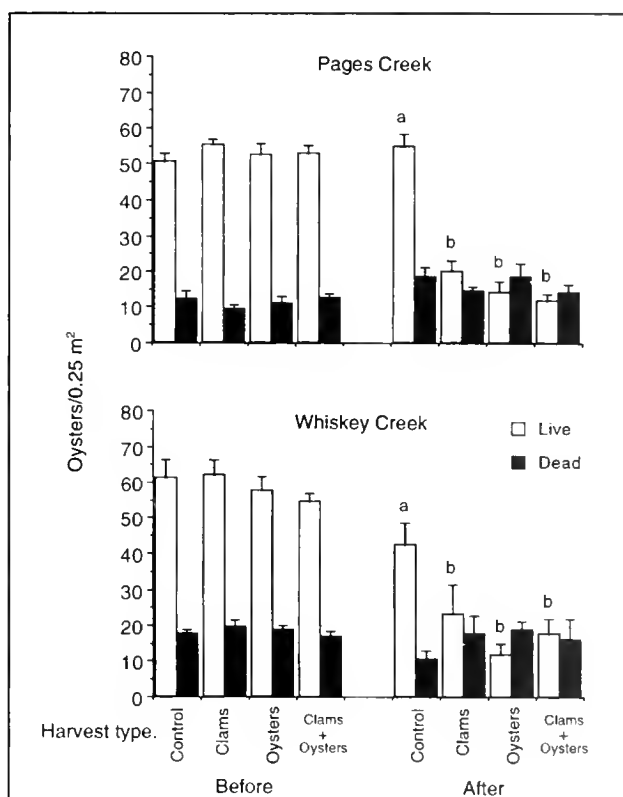 Pages Creek
80
70
60
50
40
30
20
10
0
a
b
b
b
Oysters/0.25 m²
Whiskey Creek
Live
Dead
80
70
60
50
40
30
20
10
0
a
b
b
b
Harvest type.
Control
Clams
Oysters
Clams
+
Oysters
Control
Clams
Oysters
Clams
+
Oysters
Before
After